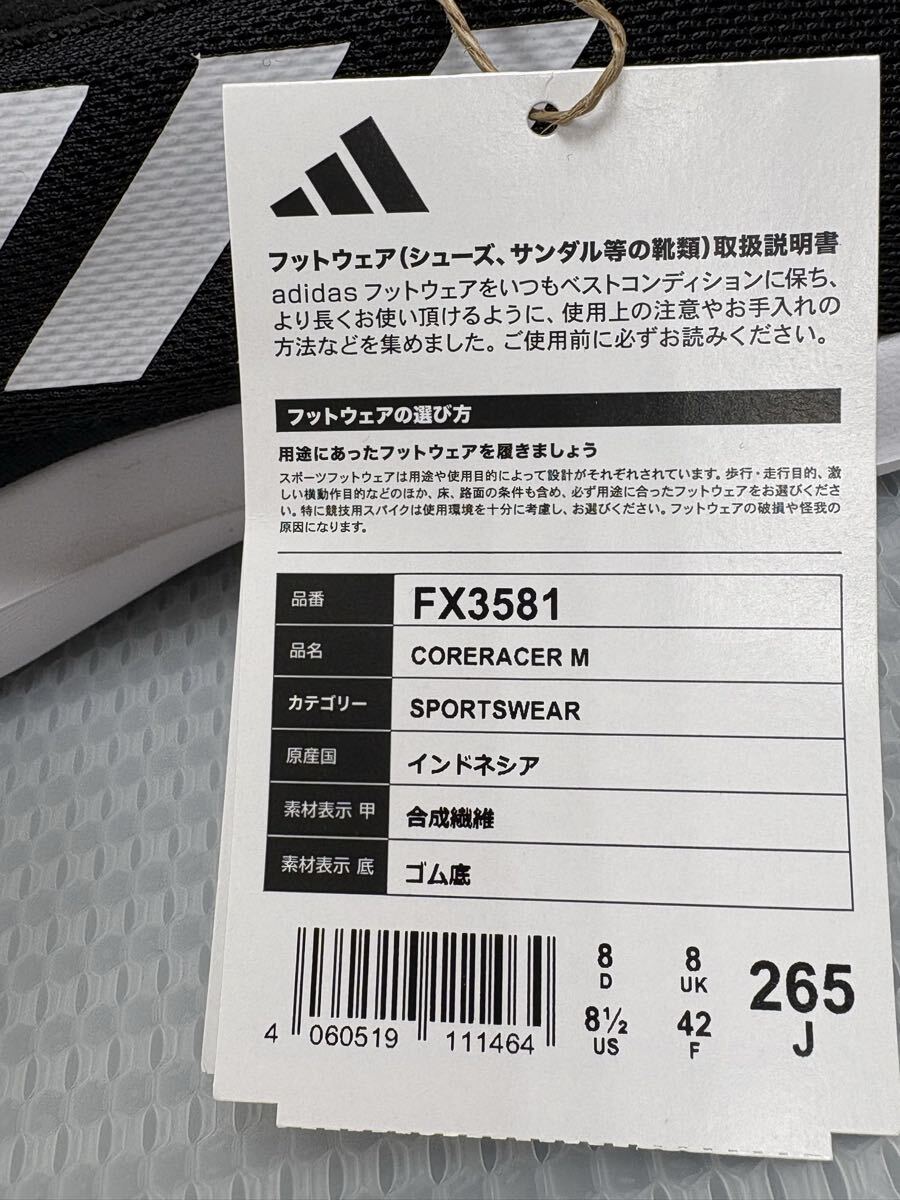 フットウェア(シューズ、サンダル等の靴類)取扱説明書
adidas フットウェアをいつもベストコンディションに保ち、
より長くお使い頂けるように、使用上の注意やお手入れの
方法などを集めました。ご使用前に必ずお読みください。
フットウェアの選び方
用途にあったフットウェアを履きましょう
スポーツフットウェアは用途や使用目的によって設計がそれぞれされています。歩行・走行目的、激
しい横動作目的などのほか、床、路面の条件も含め、必ず用途に合ったフットウェアをお選びくださ
い。特に競技用スパイクは使用環境を十分に考慮し、お選びください。フットウェアの破損や怪我の
原因になります。
品番 FX3581
品名 CORERACER M
カテゴリー SPORTSWEAR
原産国 インドネシア
素材表示 甲 合成繊維
素材表示 底 ゴム底
8 8 265
D UK J
8½ 42
US F
4 060519 111464